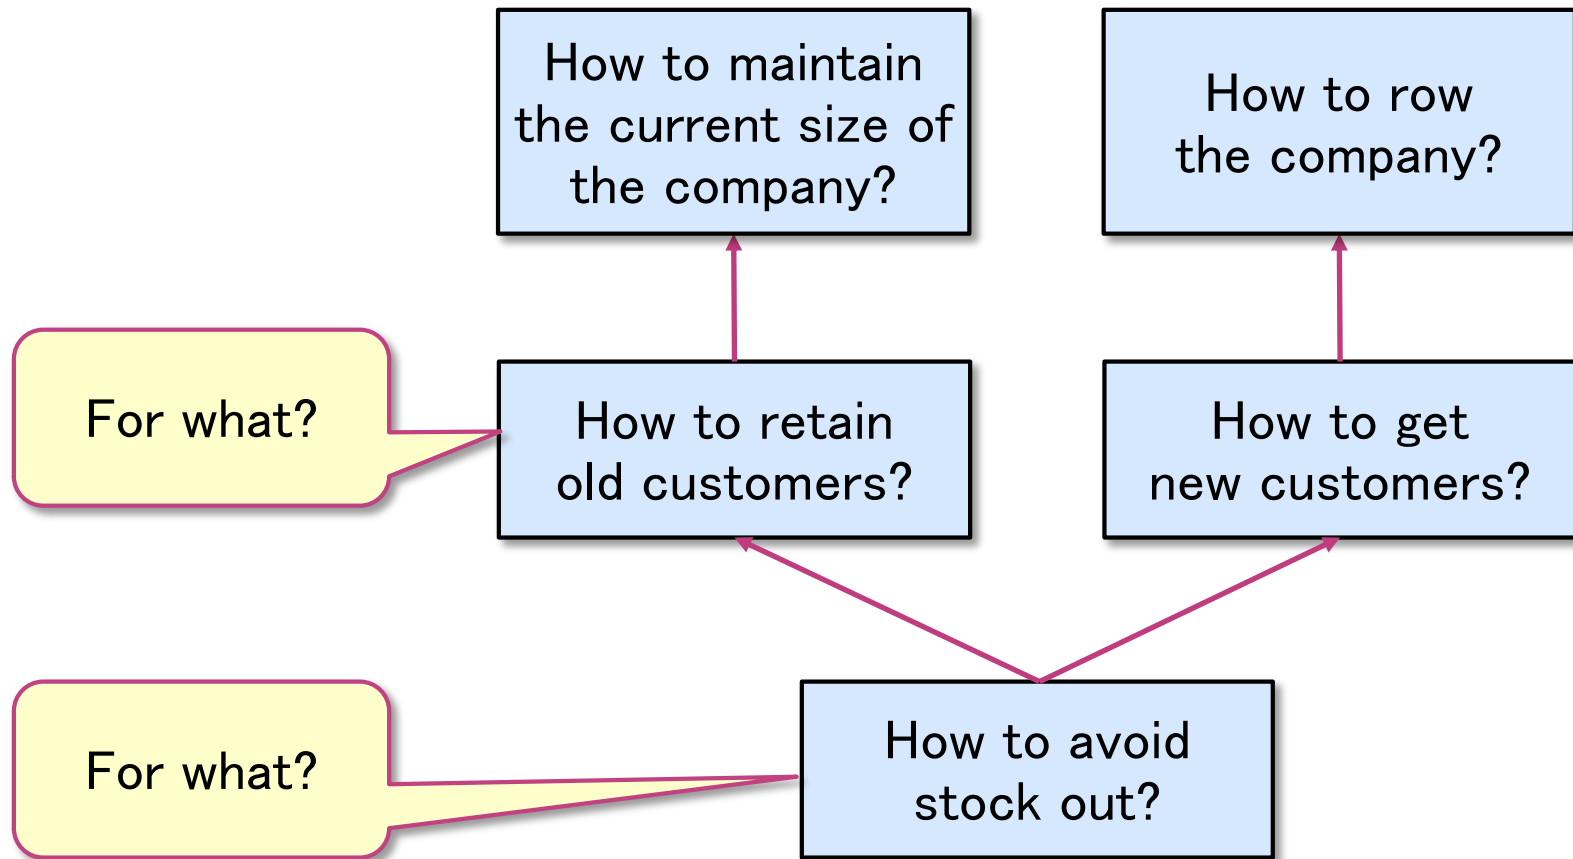 How to maintain
the current size of
the company?
How to row
the company?
For what?
How to retain
old customers?
How to get
new customers?
For what?
How to avoid
stock out?